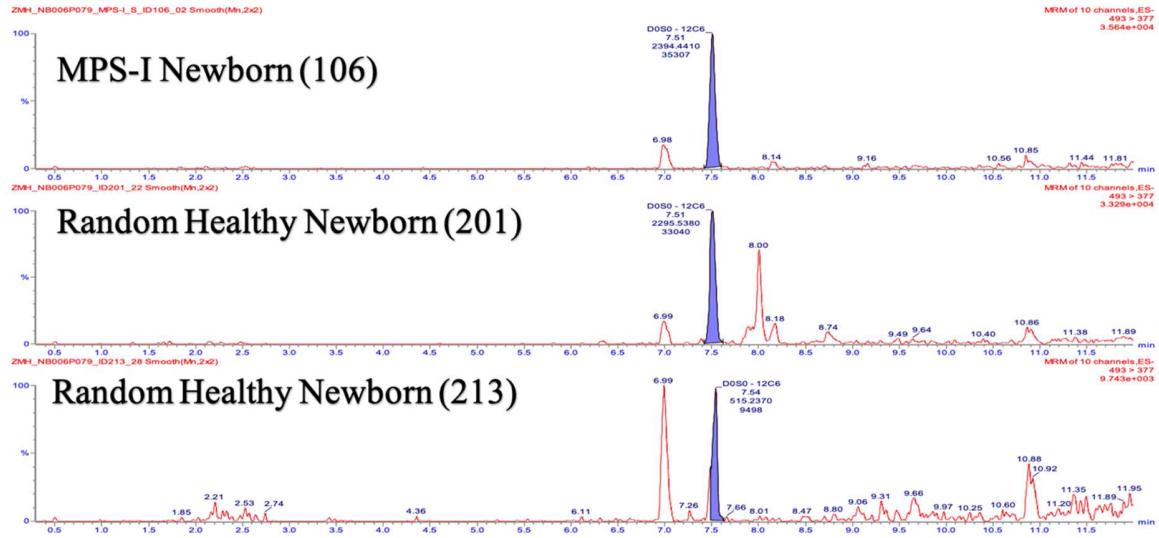 ZMH_NB006P079_MPS-I_S_ID106_02 Smooth(Mn,2x2)
MRM of 10 channels,ES-
493 > 377
3.564e+004
100
%
0
MPS-I Newborn (106)
D0S0 - 12C6
7.51
2394.4410
35307
6.98
8.14
9.16
10.56
10.85
11.44
11.81
0.5 1.0 1.5 2.0 2.5 3.0 3.5 4.0 4.5 5.0 5.5 6.0 6.5 7.0 7.5 8.0 8.5 9.0 9.5 10.0 10.5 11.0 11.5 min
ZMH_NB006P079_ID201_22 Smooth(Mn,2x2)
MRM of 10 channels,ES-
493 > 377
3.329e+004
100
%
0
Random Healthy Newborn (201)
D0S0 - 12C6
7.51
2295.5380
33040
6.99
8.00
8.18
8.74
9.49
9.64
10.40
10.86
11.38
11.89
0.5 1.0 1.5 2.0 2.5 3.0 3.5 4.0 4.5 5.0 5.5 6.0 6.5 7.0 7.5 8.0 8.5 9.0 9.5 10.0 10.5 11.0 11.5 min
ZMH_NB006P079_ID213_28 Smooth(Mn,2x2)
MRM of 10 channels,ES-
493 > 377
9.743e+003
100
%
0
Random Healthy Newborn (213)
6.99
D0S0 - 12C6
7.54
515.2370
9498
1.85
2.21
2.53
2.74
4.36
6.11
7.26
7.66
8.01
8.47
8.80
9.06
9.31
9.66
9.97
10.25
10.60
10.88
10.92
11.20
11.35
11.89
11.95
0.5 1.0 1.5 2.0 2.5 3.0 3.5 4.0 4.5 5.0 5.5 6.0 6.5 7.0 7.5 8.0 8.5 9.0 9.5 10.0 10.5 11.0 11.5 min